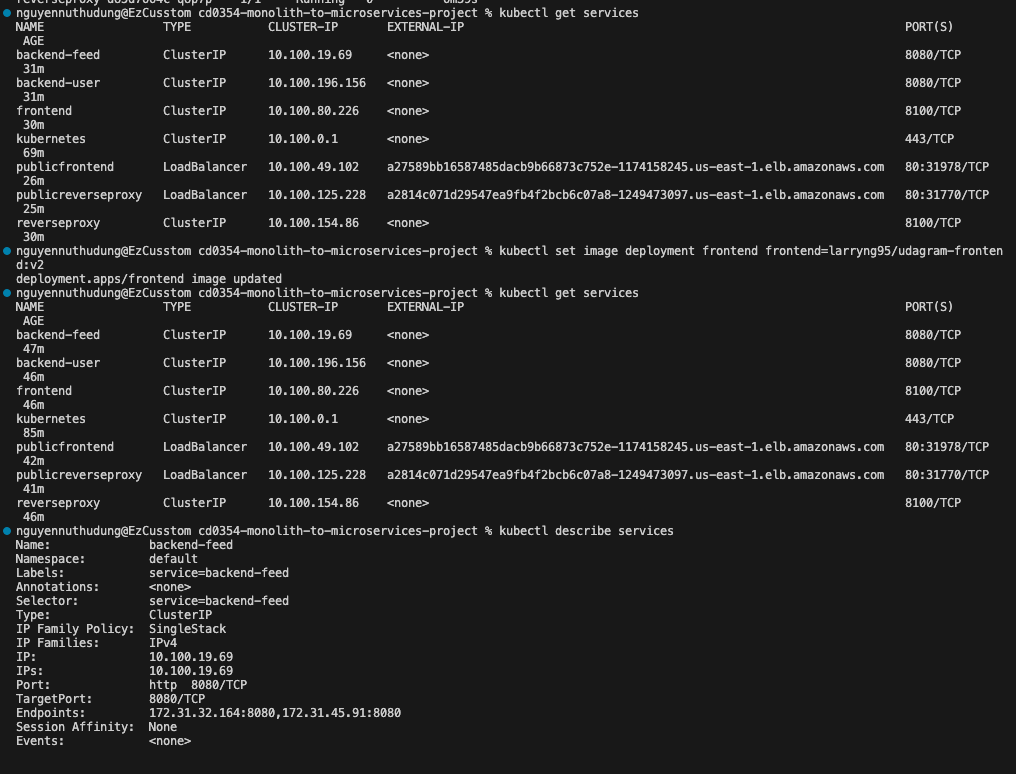 kubectl get services
nguyennuthudung@EzCusstom cd0354-monolith-to-microservices-project % kubectl get services
NAME TYPE CLUSTER-IP EXTERNAL-IP PORT(S)
AGE
backend-feed ClusterIP 10.100.19.69 <none> 8080/TCP
31m
backend-user ClusterIP 10.100.196.156 <none> 8080/TCP
31m
frontend ClusterIP 10.100.80.226 <none> 8100/TCP
30m
kubernetes ClusterIP 10.100.0.1 <none> 443/TCP
69m
publicfrontend LoadBalancer 10.100.49.102 a27589bb16587485dacb9b66873c752e-1174158245.us-east-1.elb.amazonaws.com 80:31978/TCP
26m
publicreverseproxy LoadBalancer 10.100.125.228 a2814c071d29547ea9fb4f2bcb6c07a8-1249473097.us-east-1.elb.amazonaws.com 80:31770/TCP
25m
reverseproxy ClusterIP 10.100.154.86 <none> 8100/TCP
30m
nguyennuthudung@EzCusstom cd0354-monolith-to-microservices-project % kubectl set image deployment frontend frontend=larryng95/udagram-fronten
d:v2
deployment.apps/frontend image updated
nguyennuthudung@EzCusstom cd0354-monolith-to-microservices-project % kubectl get services
NAME TYPE CLUSTER-IP EXTERNAL-IP PORT(S)
AGE
backend-feed ClusterIP 10.100.19.69 <none> 8080/TCP
47m
backend-user ClusterIP 10.100.196.156 <none> 8080/TCP
46m
frontend ClusterIP 10.100.80.226 <none> 8100/TCP
46m
kubernetes ClusterIP 10.100.0.1 <none> 443/TCP
85m
publicfrontend LoadBalancer 10.100.49.102 a27589bb16587485dacb9b66873c752e-1174158245.us-east-1.elb.amazonaws.com 80:31978/TCP
42m
publicreverseproxy LoadBalancer 10.100.125.228 a2814c071d29547ea9fb4f2bcb6c07a8-1249473097.us-east-1.elb.amazonaws.com 80:31770/TCP
41m
reverseproxy ClusterIP 10.100.154.86 <none> 8100/TCP
46m
nguyennuthudung@EzCusstom cd0354-monolith-to-microservices-project % kubectl describe services
Name: backend-feed
Namespace: default
Labels: service=backend-feed
Annotations: <none>
Selector: service=backend-feed
Type: ClusterIP
IP Family Policy: SingleStack
IP Families: IPv4
IP: 10.100.19.69
IPs: 10.100.19.69
Port: http 8080/TCP
TargetPort: 8080/TCP
Endpoints: 172.31.32.164:8080,172.31.45.91:8080
Session Affinity: None
Events: <none>